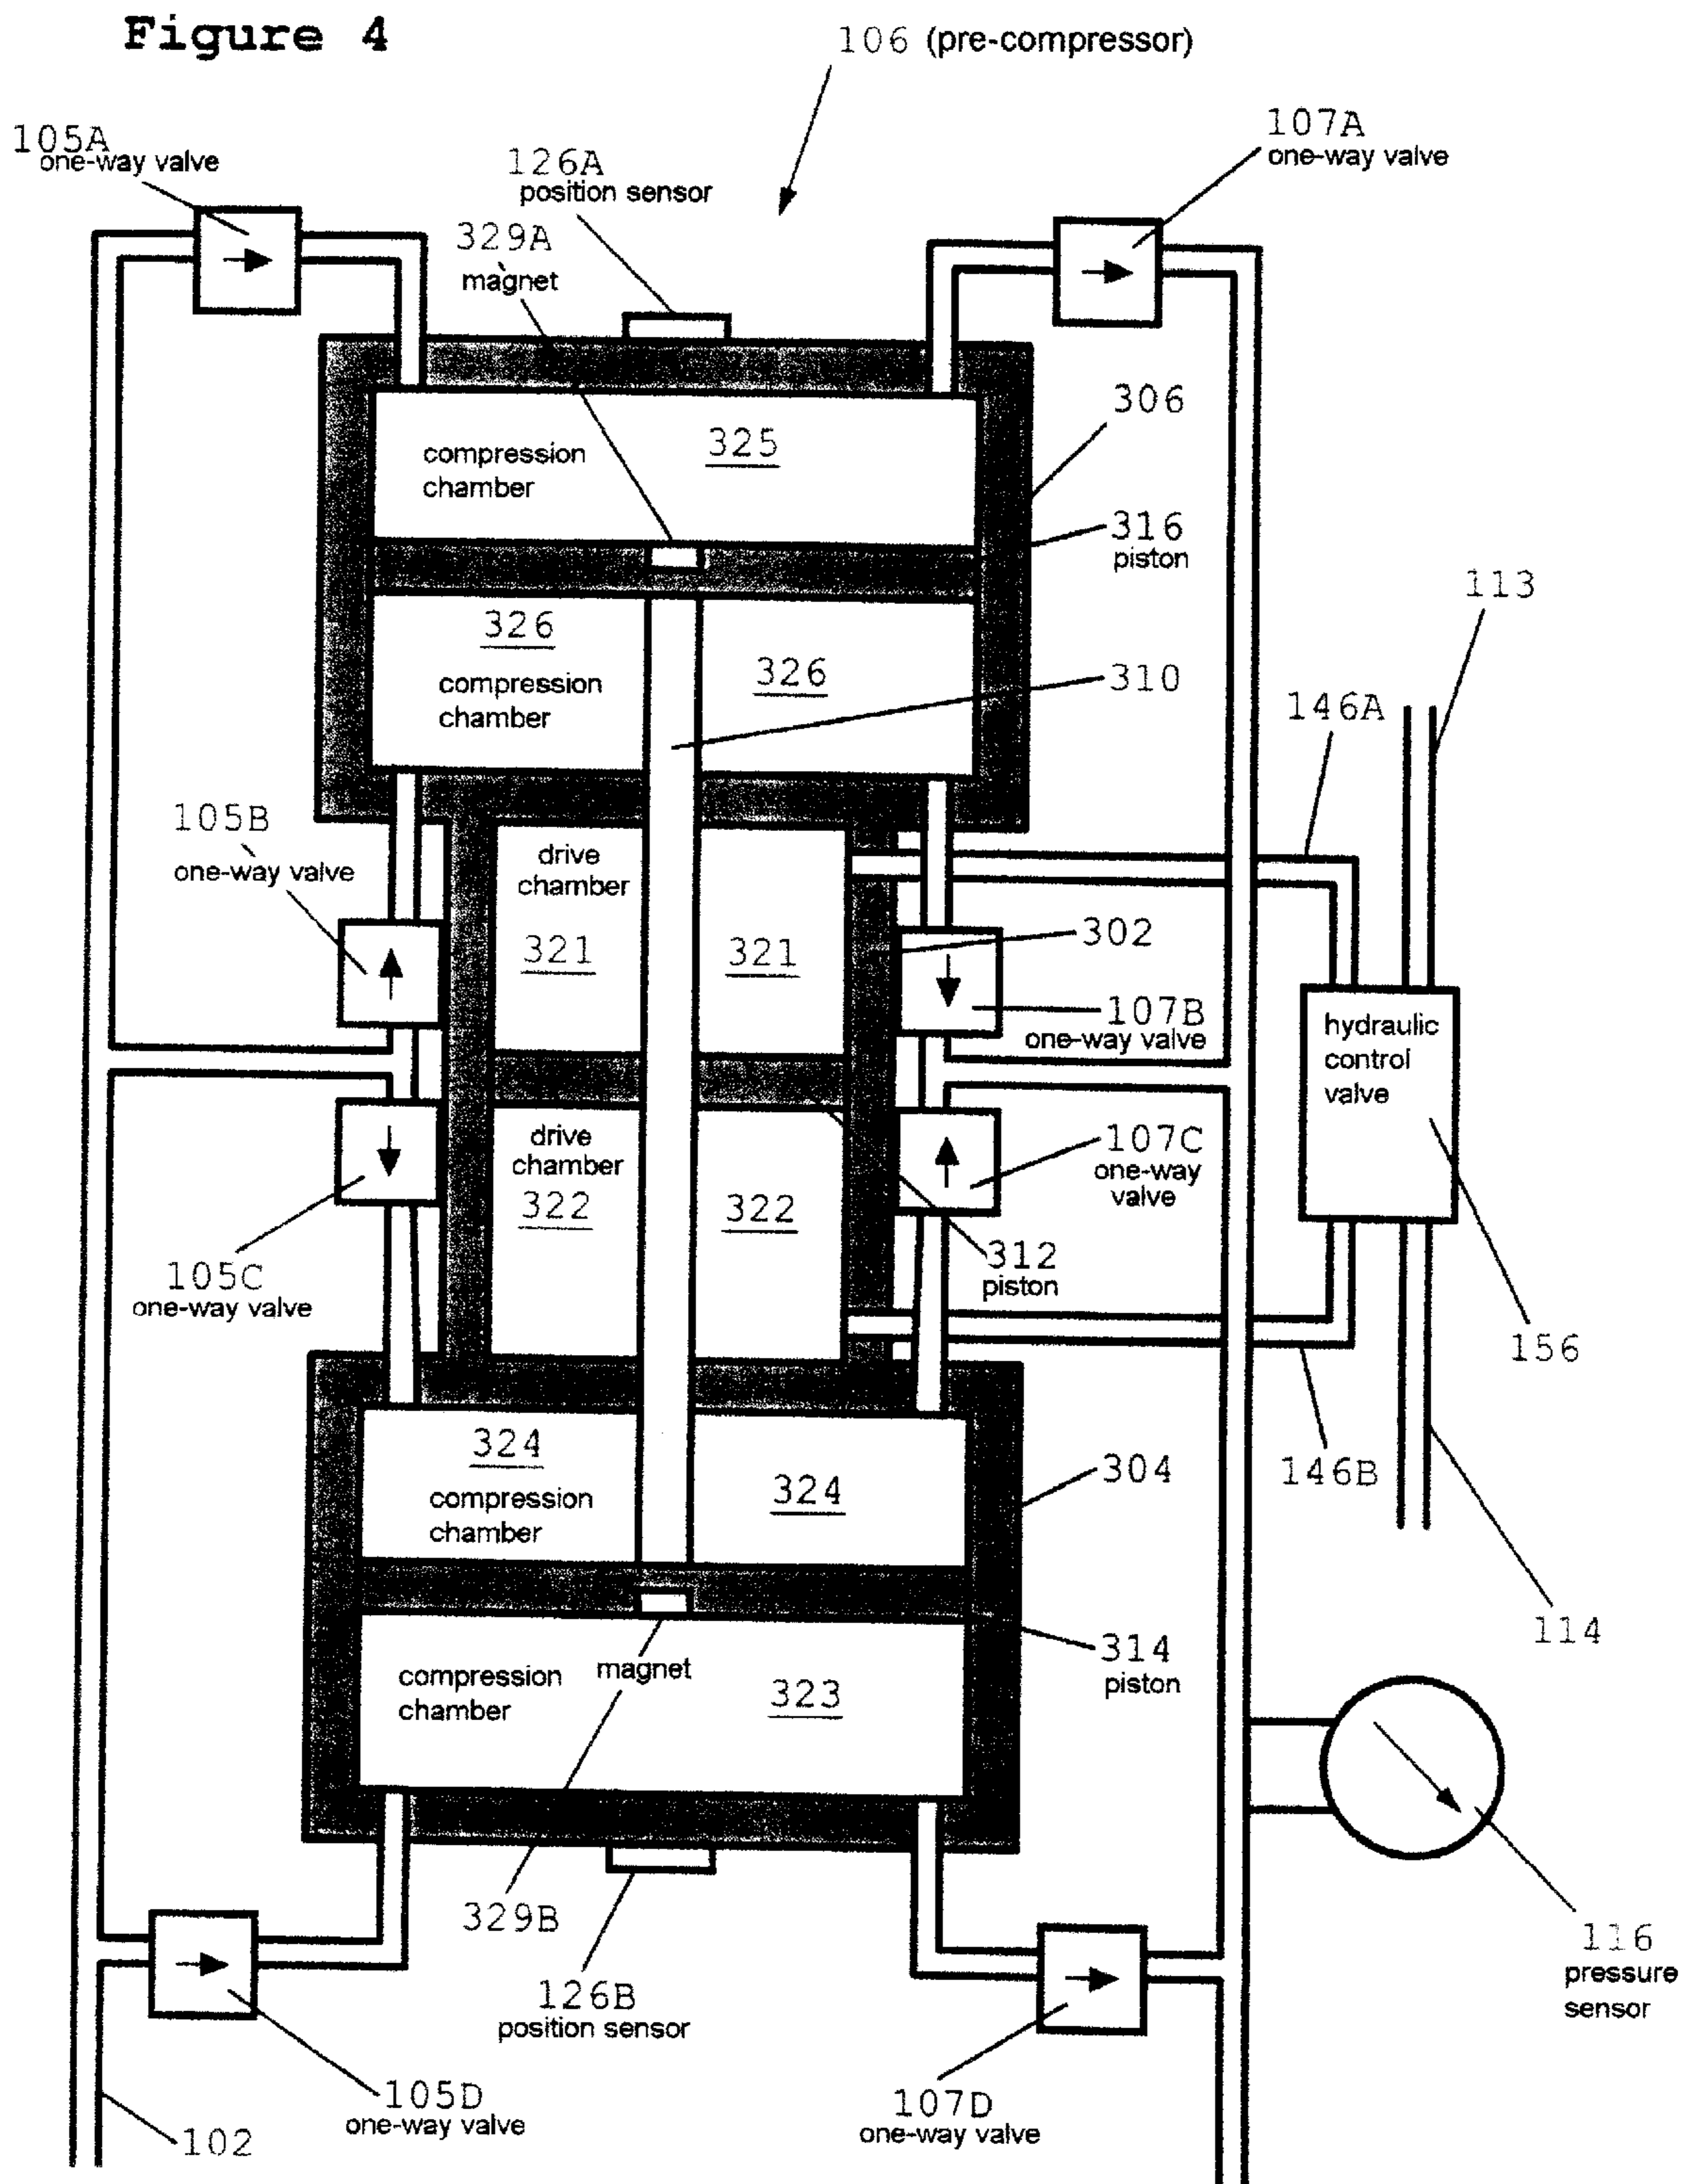 Figure 4
106 (pre-compressor)
105A
one-way valve
107A
one-way valve
126A
position sensor
329A
magnet
306
compression
chamber
325
316
piston
113
326
compression
chamber
326
310
146A
105B
one-way valve
drive
chamber
321
321
302
107B
one-way valve
hydraulic
control
valve
drive
chamber
322
322
107C
one-way
valve
105C
one-way valve
312
piston
156
324
compression
chamber
324
304
146B
114
314
piston
compression
chamber
magnet
323
329B
126B
position sensor
116
pressure
sensor
105D
one-way valve
107D
one-way valve
102